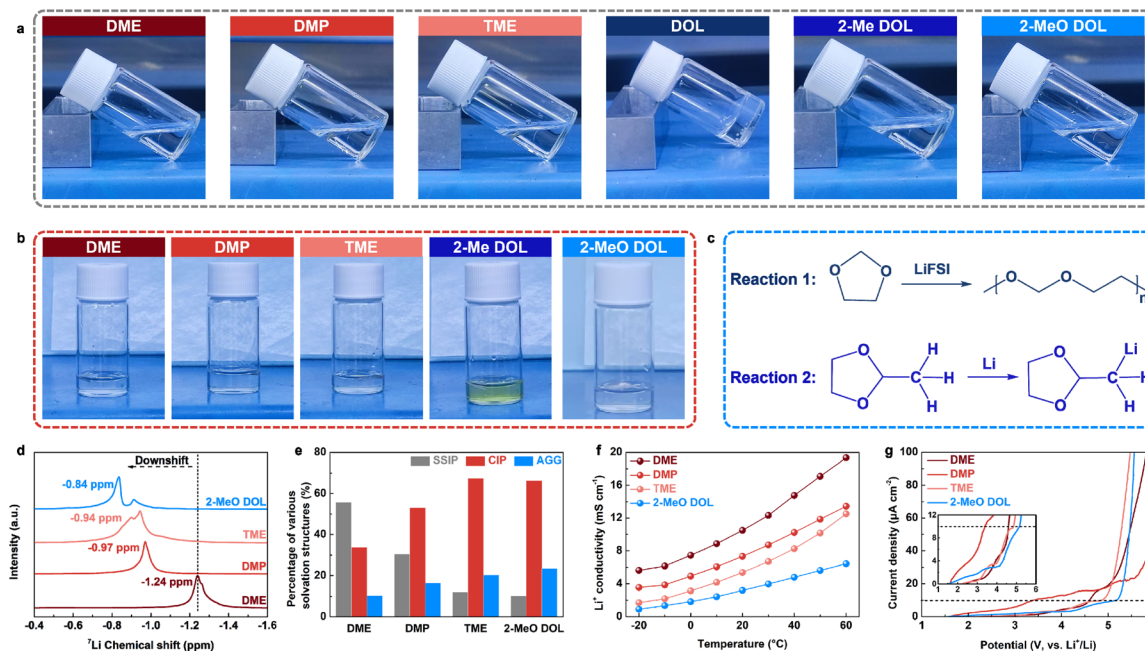 a
DME
DMP
TME
DOL
2-Me DOL
2-MeO DOL
b
DME
DMP
TME
2-Me DOL
2-MeO DOL
c
Reaction 1:
O
O
LiFSI
O
O
n
Reaction 2:
O
O
C
H
H
H
Li
O
O
C
Li
H
H
d
Downshift
-0.84 ppm
2-MeO DOL
-0.94 ppm
TME
-0.97 ppm
DMP
-1.24 ppm
DME
Intensity (a.u.)
-0.4 -0.6 -0.8 -1.0 -1.2 -1.4 -1.6
⁷Li Chemical shift (ppm)
e
SSIP CIP AGG
Percentage of various
solvation structures (%)
80
60
40
20
0
DME DMP TME 2-MeO DOL
f
DME
DMP
TME
2-MeO DOL
Li⁺ conductivity (mS cm⁻¹)
20
16
12
8
4
0
-20 0 20 40 60
Temperature (°C)
g
DME
DMP
TME
2-MeO DOL
Current density (μA cm⁻²)
100
80
60
40
20
0
12
8
4
0
1 2 3 4 5 6
1 2 3 4 5
Potential (V, vs. Li⁺/Li)